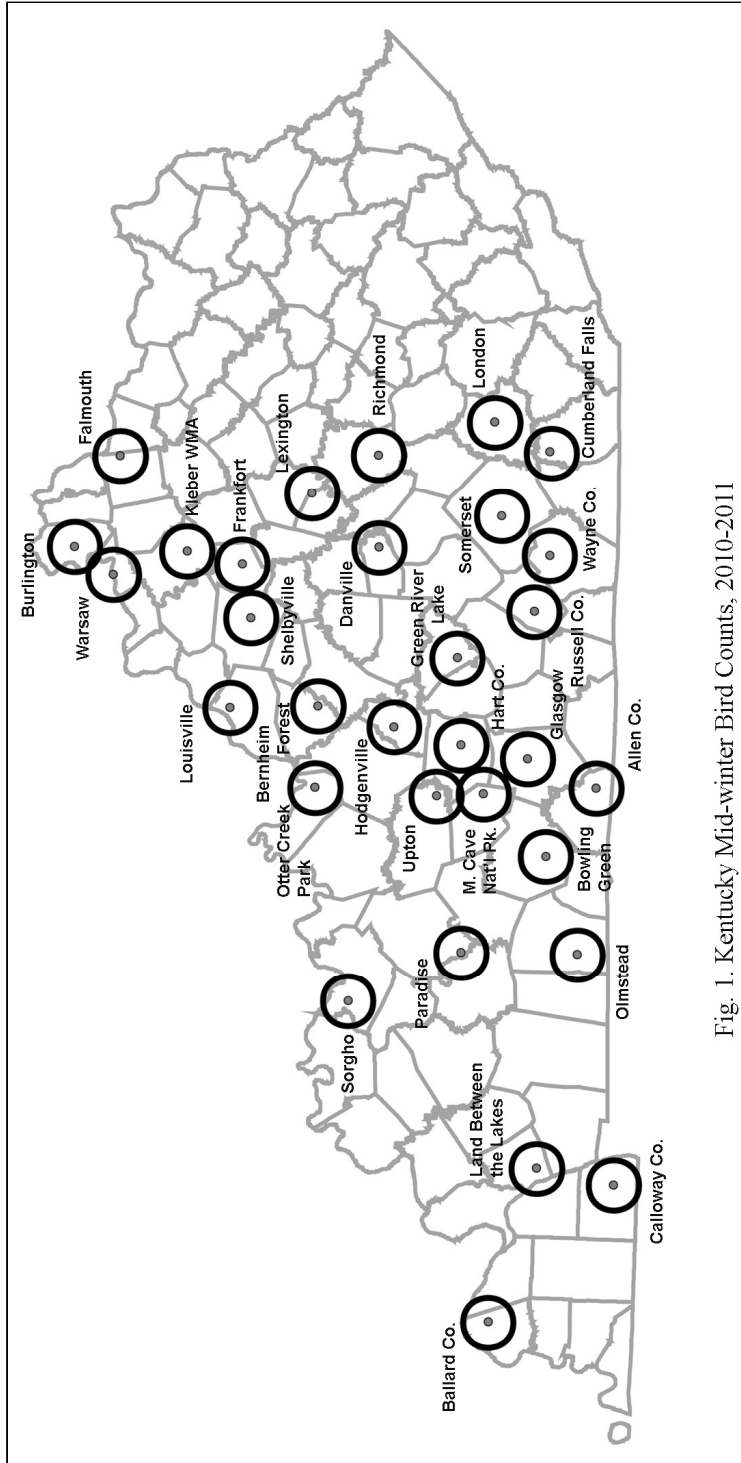 Burlington
Warsaw
Falmouth
Kleber WMA
Frankfort
Lexington
Shelbyville
Louisville
Bernheim
Forest
Danville
Richmond
Otter Creek
Park
Hodgenville
Green River
Lake
Somerset
London
Cumberland Falls
Wayne Co.
Russell Co.
Hart Co.
Glasgow
Upton
M. Cave
Nat'l Pk.
Bowling
Green
Allen Co.
Sorgho
Paradise
Olmstead
Land Between
the Lakes
Calloway Co.
Ballard Co.
Fig. 1. Kentucky Mid-winter Bird Counts, 2010-2011